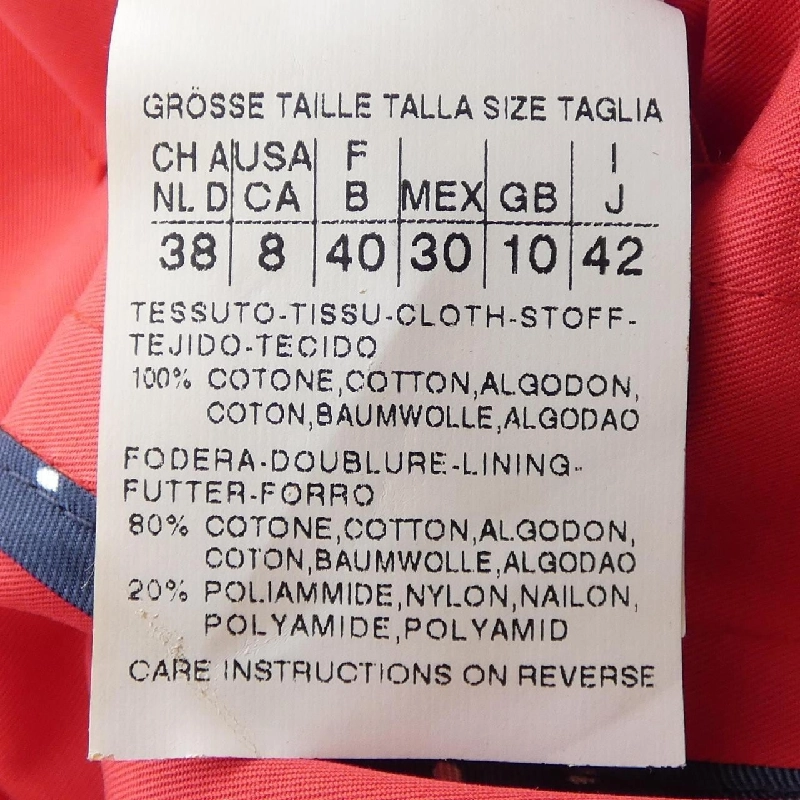 GRÖSSE TAILLE TALLA SIZE TAGLIA
CH A USA F I
NL D CA B MEX GB J
38 8 40 30 10 42
TESSUTO-TISSU-CLOTH-STOFF-
TEJIDO-TECIDO
100% COTONE,COTTON,ALGODON,
COTON,BAUMWOLLE,ALGODAO
FODERA-DOUBLURE-LINING-
FUTTER-FORRO
80% COTONE,COTTON,ALGODON,
COTON,BAUMWOLLE,ALGODAO
20% POLIAMMIDE,NYLON,NAILON,
POLYAMIDE,POLYAMID
CARE INSTRUCTIONS ON REVERSE